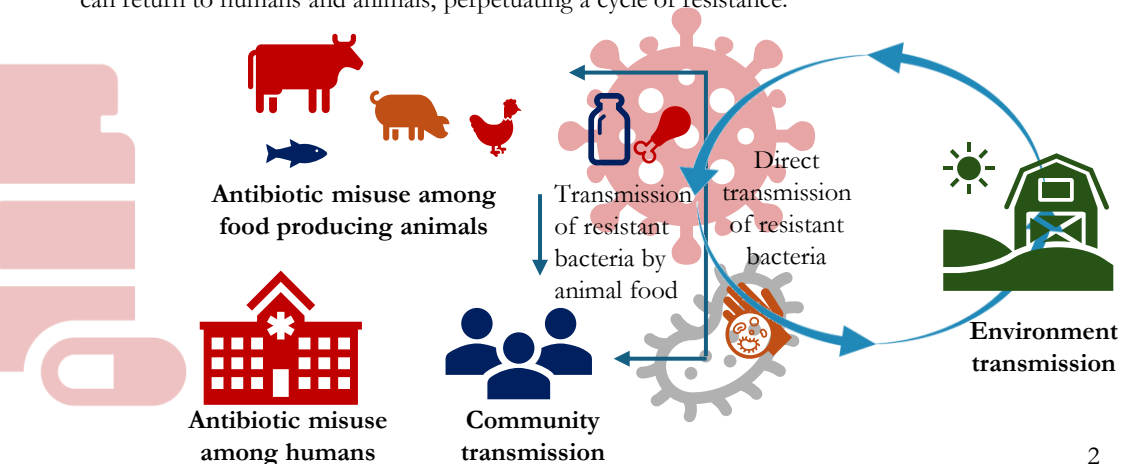 can return to humans and animals, perpetuating a cycle of resistance.
Antibiotic misuse among
food producing animals
Transmission
of resistant
bacteria by
animal food
Direct
transmission
of resistant
bacteria
Environment
transmission
Antibiotic misuse
among humans
Community
transmission
2